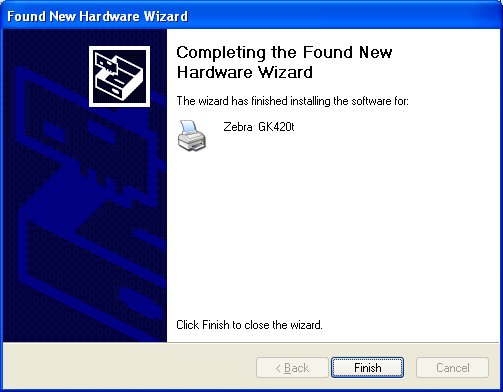 Found New Hardware Wizard
Completing the Found New
Hardware Wizard
The wizard has finished installing the software for:
Zebra GK420t
Click Finish to close the wizard.
< Back
Finish
Cancel